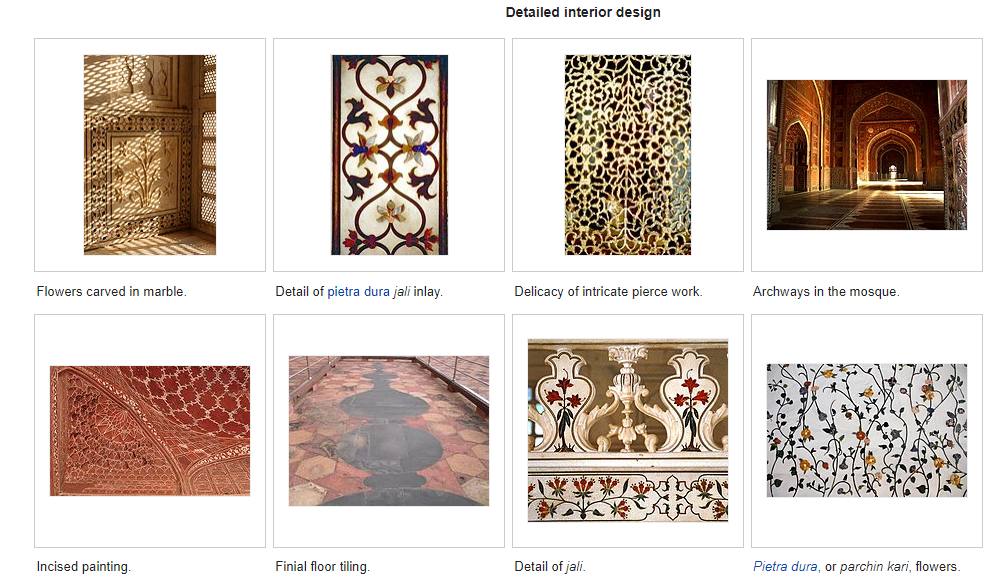 Detailed interior design
Flowers carved in marble.
Detail of pietra dura jali inlay.
Delicacy of intricate pierce work.
Archways in the mosque.
Incised painting.
Finial floor tiling.
Detail of jali.
Pietra dura, or parchin kari, flowers.